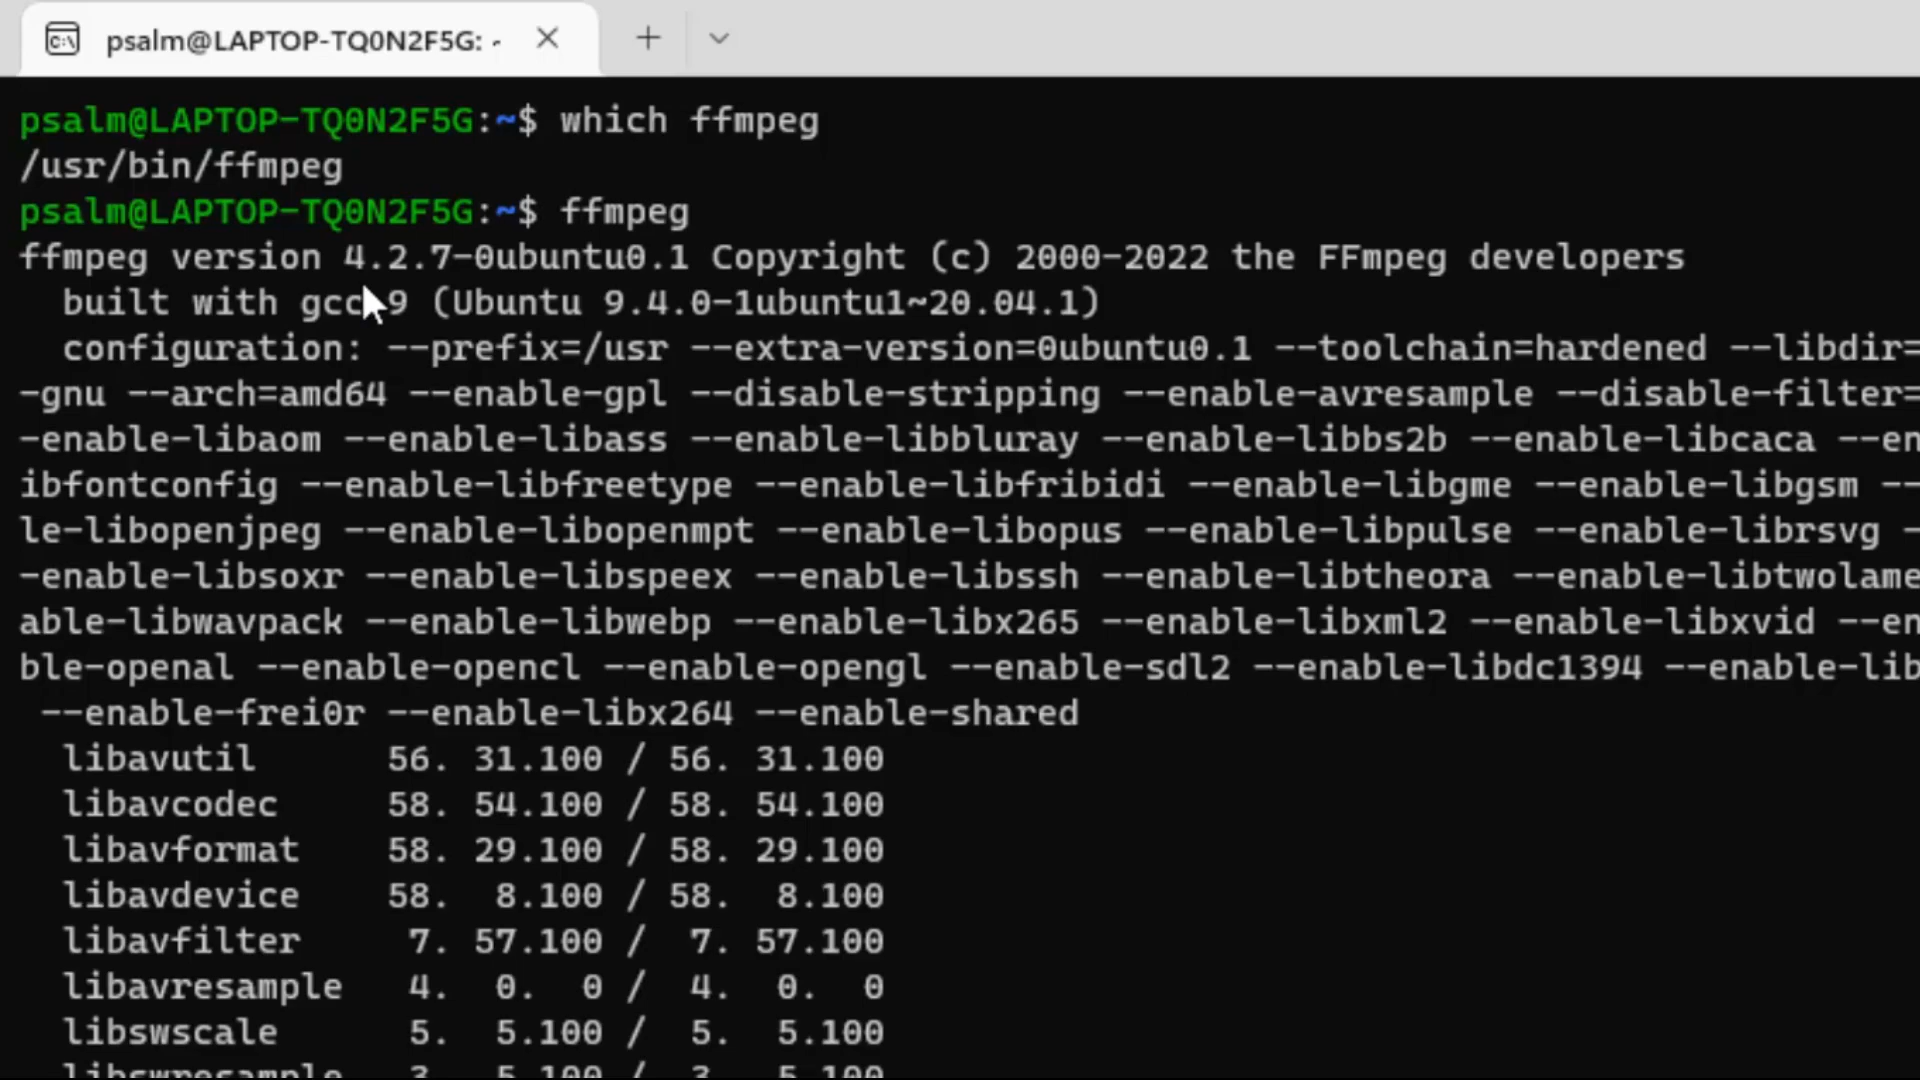 psalm@LAPTOP-TQ0N2F5G: -
psalm@LAPTOP-TQ0N2F5G:~$ which ffmpeg
/usr/bin/ffmpeg
psalm@LAPTOP-TQ0N2F5G:~$ ffmpeg
ffmpeg version 4.2.7-0ubuntu0.1 Copyright (c) 2000-2022 the FFmpeg developers
built with gcc 9 (Ubuntu 9.4.0-1ubuntu1~20.04.1)
configuration: --prefix=/usr --extra-version=0ubuntu0.1 --toolchain=hardened --libdir=
-gnu --arch=amd64 --enable-gpl --disable-stripping --enable-avresample --disable-filter=
-enable-libaom --enable-libass --enable-libbluray --enable-libbs2b --enable-libcaca --en
ibfontconfig --enable-libfreetype --enable-libfribidi --enable-libgme --enable-libgsm --
le-libopenjpeg --enable-libopenmpt --enable-libopus --enable-libpulse --enable-librsvg -
-enable-libsoxr --enable-libspeex --enable-libssh --enable-libtheora --enable-libtwolame
able-libwavpack --enable-libwebp --enable-libx265 --enable-libxml2 --enable-libxvid --en
ble-openal --enable-opencl --enable-opengl --enable-sdl2 --enable-libdc1394 --enable-lib
--enable-frei0r --enable-libx264 --enable-shared
libavutil 56. 31.100 / 56. 31.100
libavcodec 58. 54.100 / 58. 54.100
libavformat 58. 29.100 / 58. 29.100
libavdevice 58. 8.100 / 58. 8.100
libavfilter 7. 57.100 / 7. 57.100
libavresample 4. 0. 0 / 4. 0. 0
libswscale 5. 5.100 / 5. 5.100
libswresample 3. 5.100 / 3. 5.100